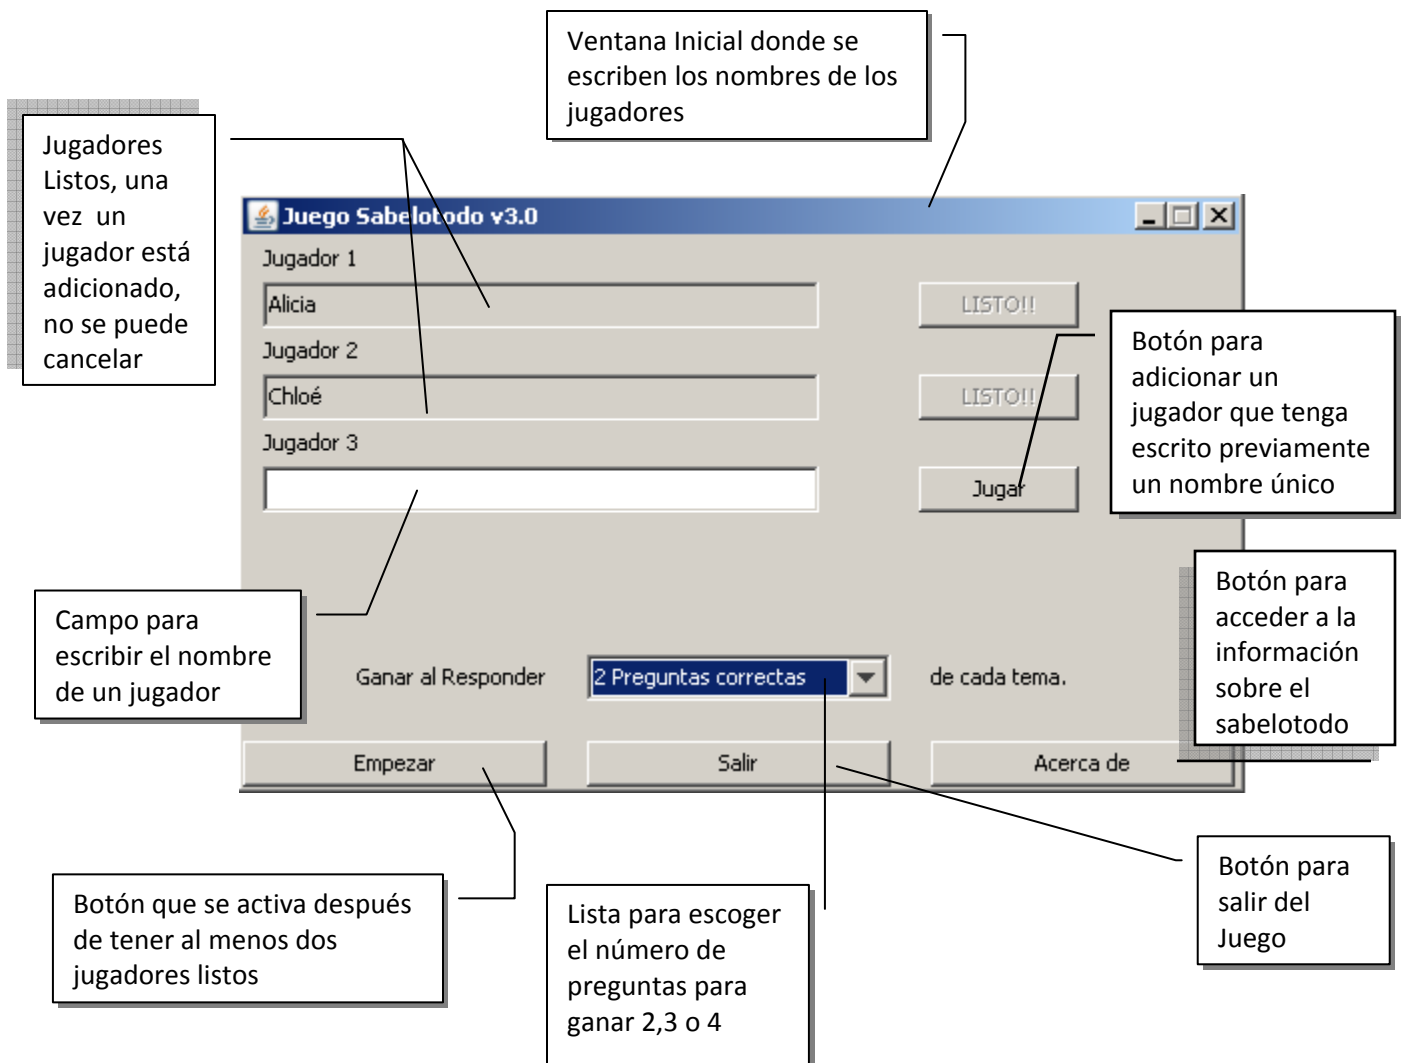 Ventana Inicial donde se
escriben los nombres de los
jugadores
Jugadores
Listos, una
vez un
jugador está
adicionado,
no se puede
cancelar
Juego Sabelotodo v3.0
Jugador 1
Alicia
LISTO!!
Jugador 2
Chloé
LISTO!!
Jugador 3
Jugar
Botón para
adicionar un
jugador que tenga
escrito previamente
un nombre único
Campo para
escribir el nombre
de un jugador
Botón para
acceder a la
información
sobre el
sabelotodo
Ganar al Responder
2 Preguntas correctas
de cada tema.
Empezar
Salir
Acerca de
Botón que se activa después
de tener al menos dos
jugadores listos
Lista para escoger
el número de
preguntas para
ganar 2,3 o 4
Botón para
salir del
Juego